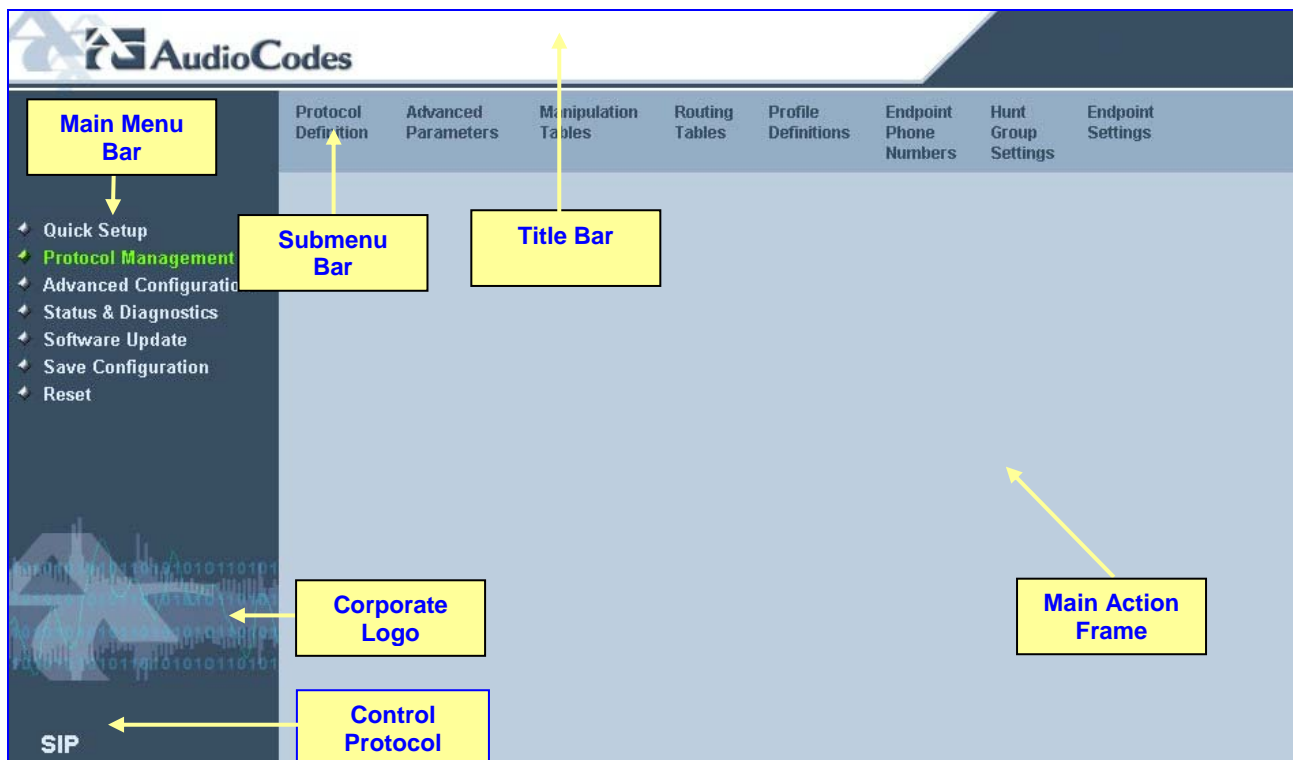 AudioCodes
Main Menu
Bar
Protocol
Definition
Advanced
Parameters
Manipulation
Tables
Routing
Tables
Profile
Definitions
Endpoint
Phone
Numbers
Hunt
Group
Settings
Endpoint
Settings
Quick Setup
Protocol Management
Advanced Configuratio
Status & Diagnostics
Software Update
Save Configuration
Reset
Submenu
Bar
Title Bar
Corporate
Logo
Main Action
Frame
Control
Protocol
SIP